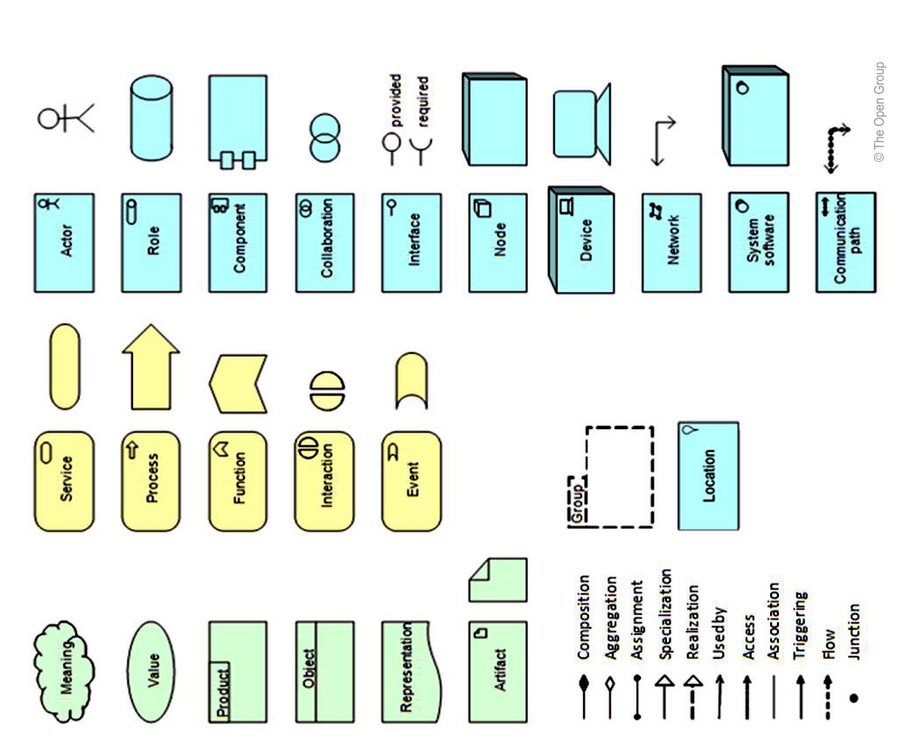 Meaning
Service
Actor
Value
Process
Role
Product
Function
Component
Object
Interaction
Collaboration
Representation
Event
Interface
provided
required
Artifact
Node
Composition
Aggregation
Assignment
Specialization
Realization
Used by
Access
Association
Triggering
Flow
Junction
Group
Location
Device
Network
System
software
Communication
path
© The Open Group